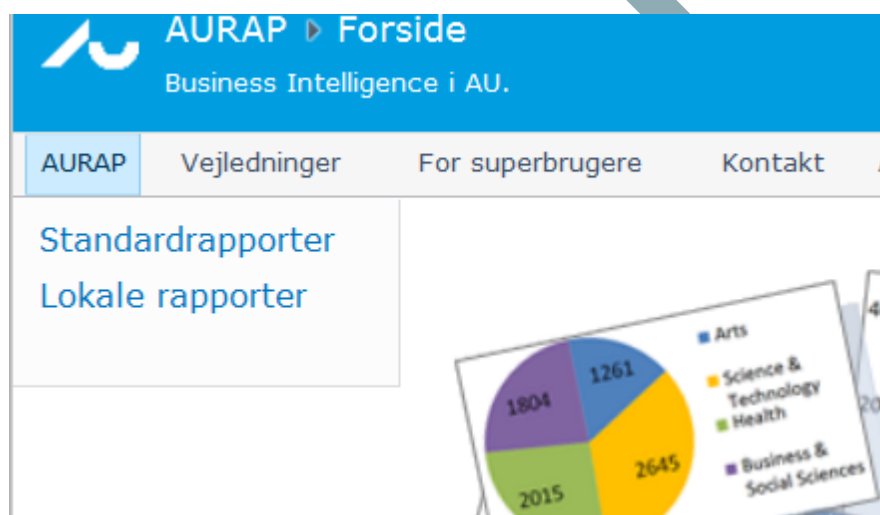 AURAP ▸ Forside
Business Intelligence i AU.
AURAP Vejledninger For superbrugere Kontakt
Standardrapporter
Lokale rapporter
1804
1261
2645
2015
Arts
Science &
Technology
Health
Business &
Social Sciences